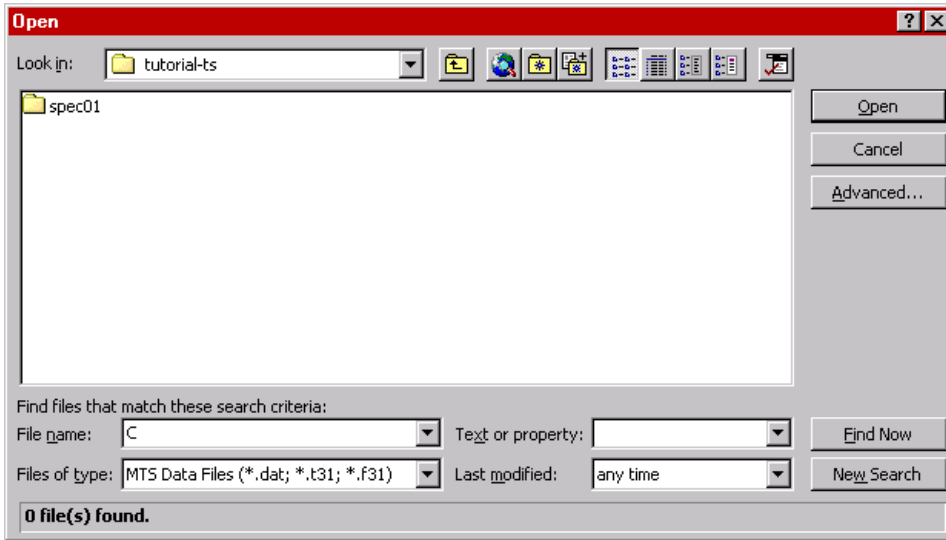 Open
Look in: tutorial-ts
spec01
Open
Cancel
Advanced...
Find files that match these search criteria:
File name: C Text or property: Find Now
Files of type: MTS Data Files (*.dat; *.t31; *.f31) Last modified: any time New Search
0 file(s) found.